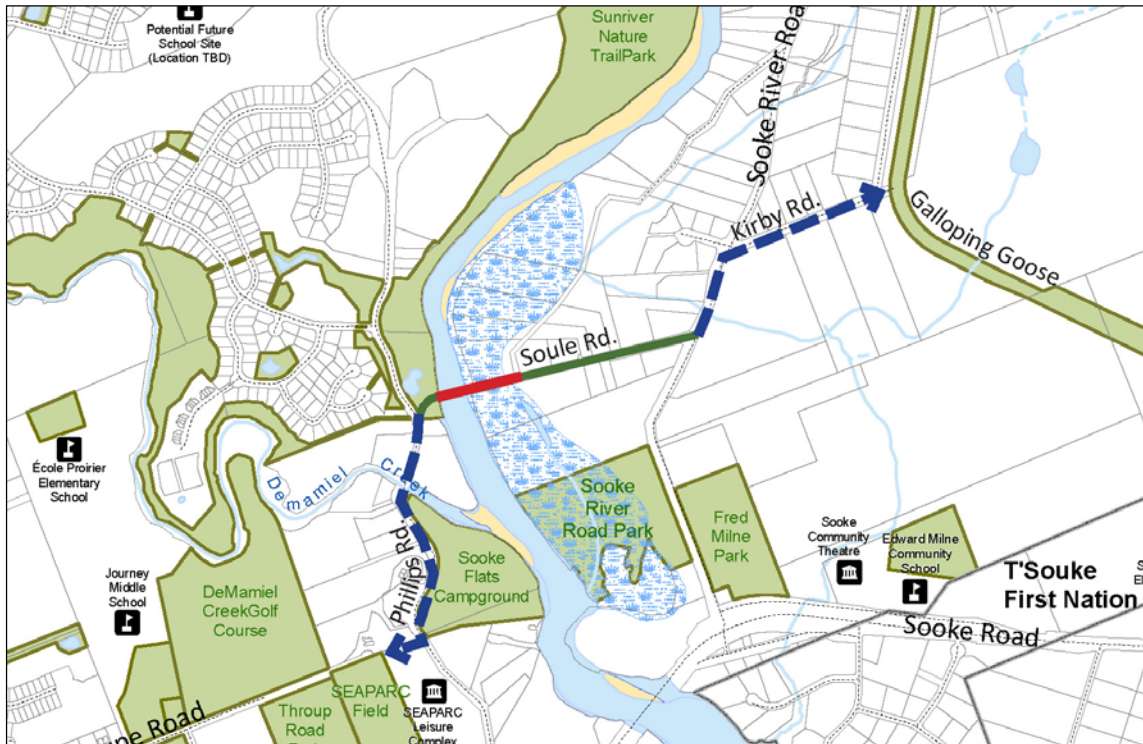 Potential Future
School Site
(Location TBD)
Sunriver
Nature
TrailPark
Sooke River Roa
Kirby Rd.
Galloping Goose
Soule Rd.
École Proirier
Elementary
School
Demamiel Creek
Phillips Rd.
Sooke
River
Road Park
Fred
Milne
Park
Sooke
Community
Theatre
Edward Milne
Community
School
T'Souke
First Nation
Sooke Road
Journey
Middle
School
DeMamiel
CreekGolf
Course
Sooke
Flats
Campground
SEAPARC
Field
Throup
Road
SEAPARC
Leisure
Complex
Road